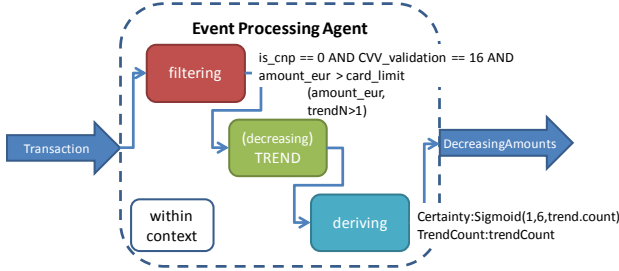 Event Processing Agent
is_cnp == 0 AND CVV_validation == 16 AND
filtering
amount_eur > card_limit
(amount_eur,
trendN>1)
Transaction
(decreasing)
TREND
DecreasingAmounts
within
context
deriving
Certainty:Sigmoid(1,6,trend.count)
TrendCount:trendCount